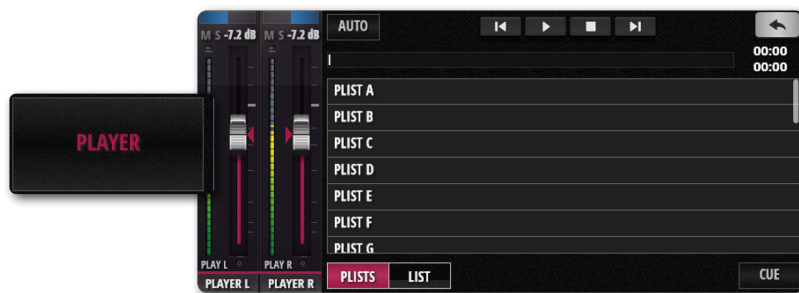 PLAYER
M S -7.2 dB
M S -7.2 dB
PLAY L
PLAY R
PLAYER L
PLAYER R
AUTO
00:00
00:00
PLIST A
PLIST B
PLIST C
PLIST D
PLIST E
PLIST F
PLIST G
PLISTS
LIST
CUE